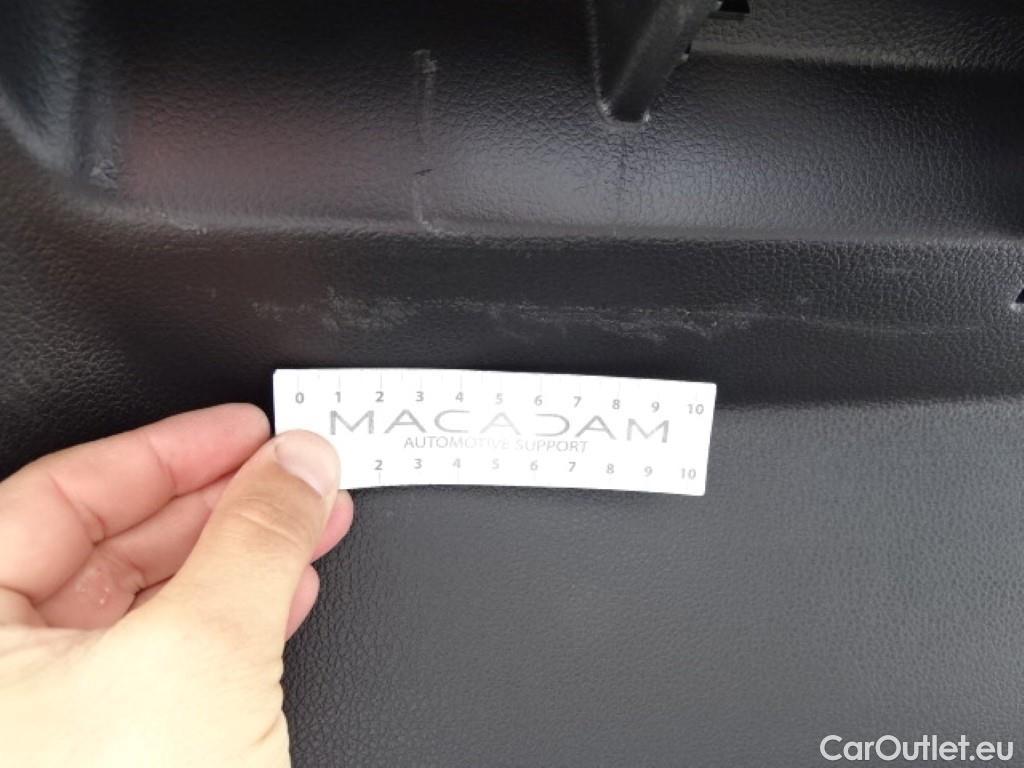 0 1 2 3 4 5 6 7 8 9 10
MACADAM
AUTOMOTIVE SUPPORT
2 3 4 5 6 7 8 9 10
CarOutlet.eu